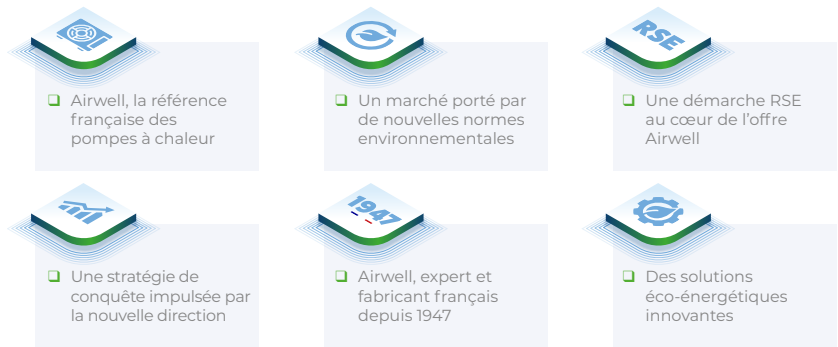 RSE
Airwell, la référence
française des
pompes à chaleur
Un marché porté par
de nouvelles normes
environnementales
Une démarche RSE
au cœur de l'offre
Airwell
1947
Une stratégie de
conquête impulsée par
la nouvelle direction
Airwell, expert et
fabricant français
depuis 1947
Des solutions
éco-énergétiques
innovantes